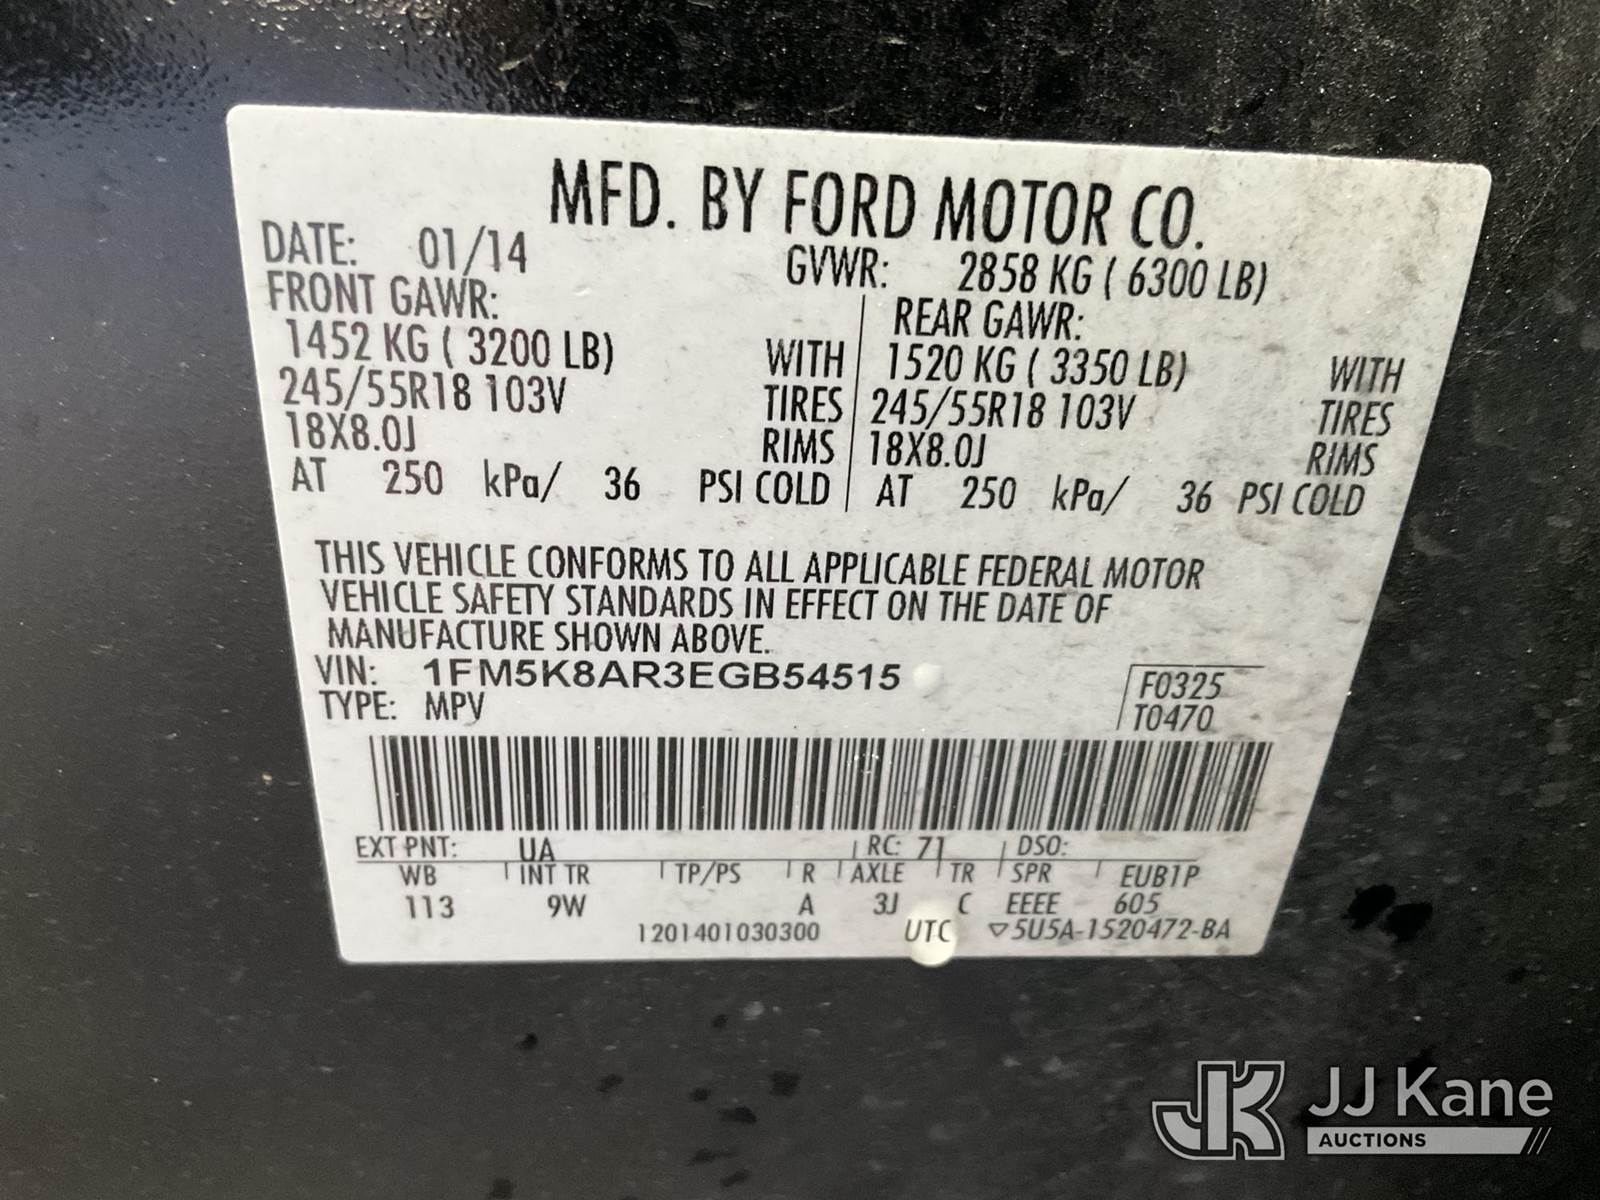 MFD. BY FORD MOTOR CO.
DATE: 01/14 GVWR: 2858 KG ( 6300 LB)
FRONT GAWR: REAR GAWR:
1452 KG ( 3200 LB) WITH 1520 KG ( 3350 LB) WITH
245/55R18 103V TIRES 245/55R18 103V TIRES
18X8.0J RIMS 18X8.0J RIMS
AT 250 kPa/ 36 PSI COLD AT 250 kPa/ 36 PSI COLD
THIS VEHICLE CONFORMS TO ALL APPLICABLE FEDERAL MOTOR
VEHICLE SAFETY STANDARDS IN EFFECT ON THE DATE OF
MANUFACTURE SHOWN ABOVE.
VIN: 1FM5K8AR3EGB54515 F0325
TYPE: MPV T0470
EXT PNT: UA RC: 71 DSO:
WB INT TR TP/PS R AXLE TR SPR EUB1P
113 9W A 3J C EEEE 605
1201401030300 UTC ▽5U5A-1520472-BA
JK JJ Kane
AUCTIONS